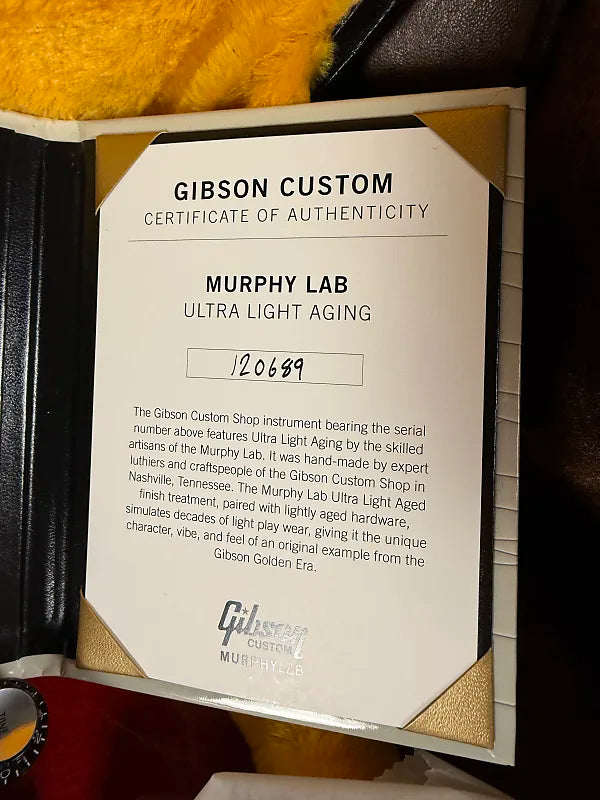 GIBSON CUSTOM
CERTIFICATE OF AUTHENTICITY
MURPHY LAB
ULTRA LIGHT AGING
120689
The Gibson Custom Shop instrument bearing the serial
number above features Ultra Light Aging by the skilled
artisans of the Murphy Lab. It was hand-made by expert
luthiers and craftspeople of the Gibson Custom Shop in
Nashville, Tennessee. The Murphy Lab Ultra Light Aged
finish treatment, paired with lightly aged hardware,
simulates decades of light play wear, giving it the unique
character, vibe, and feel of an original example from the
Gibson Golden Era.
Gibson
CUSTOM
MURPHY LAB
TONE